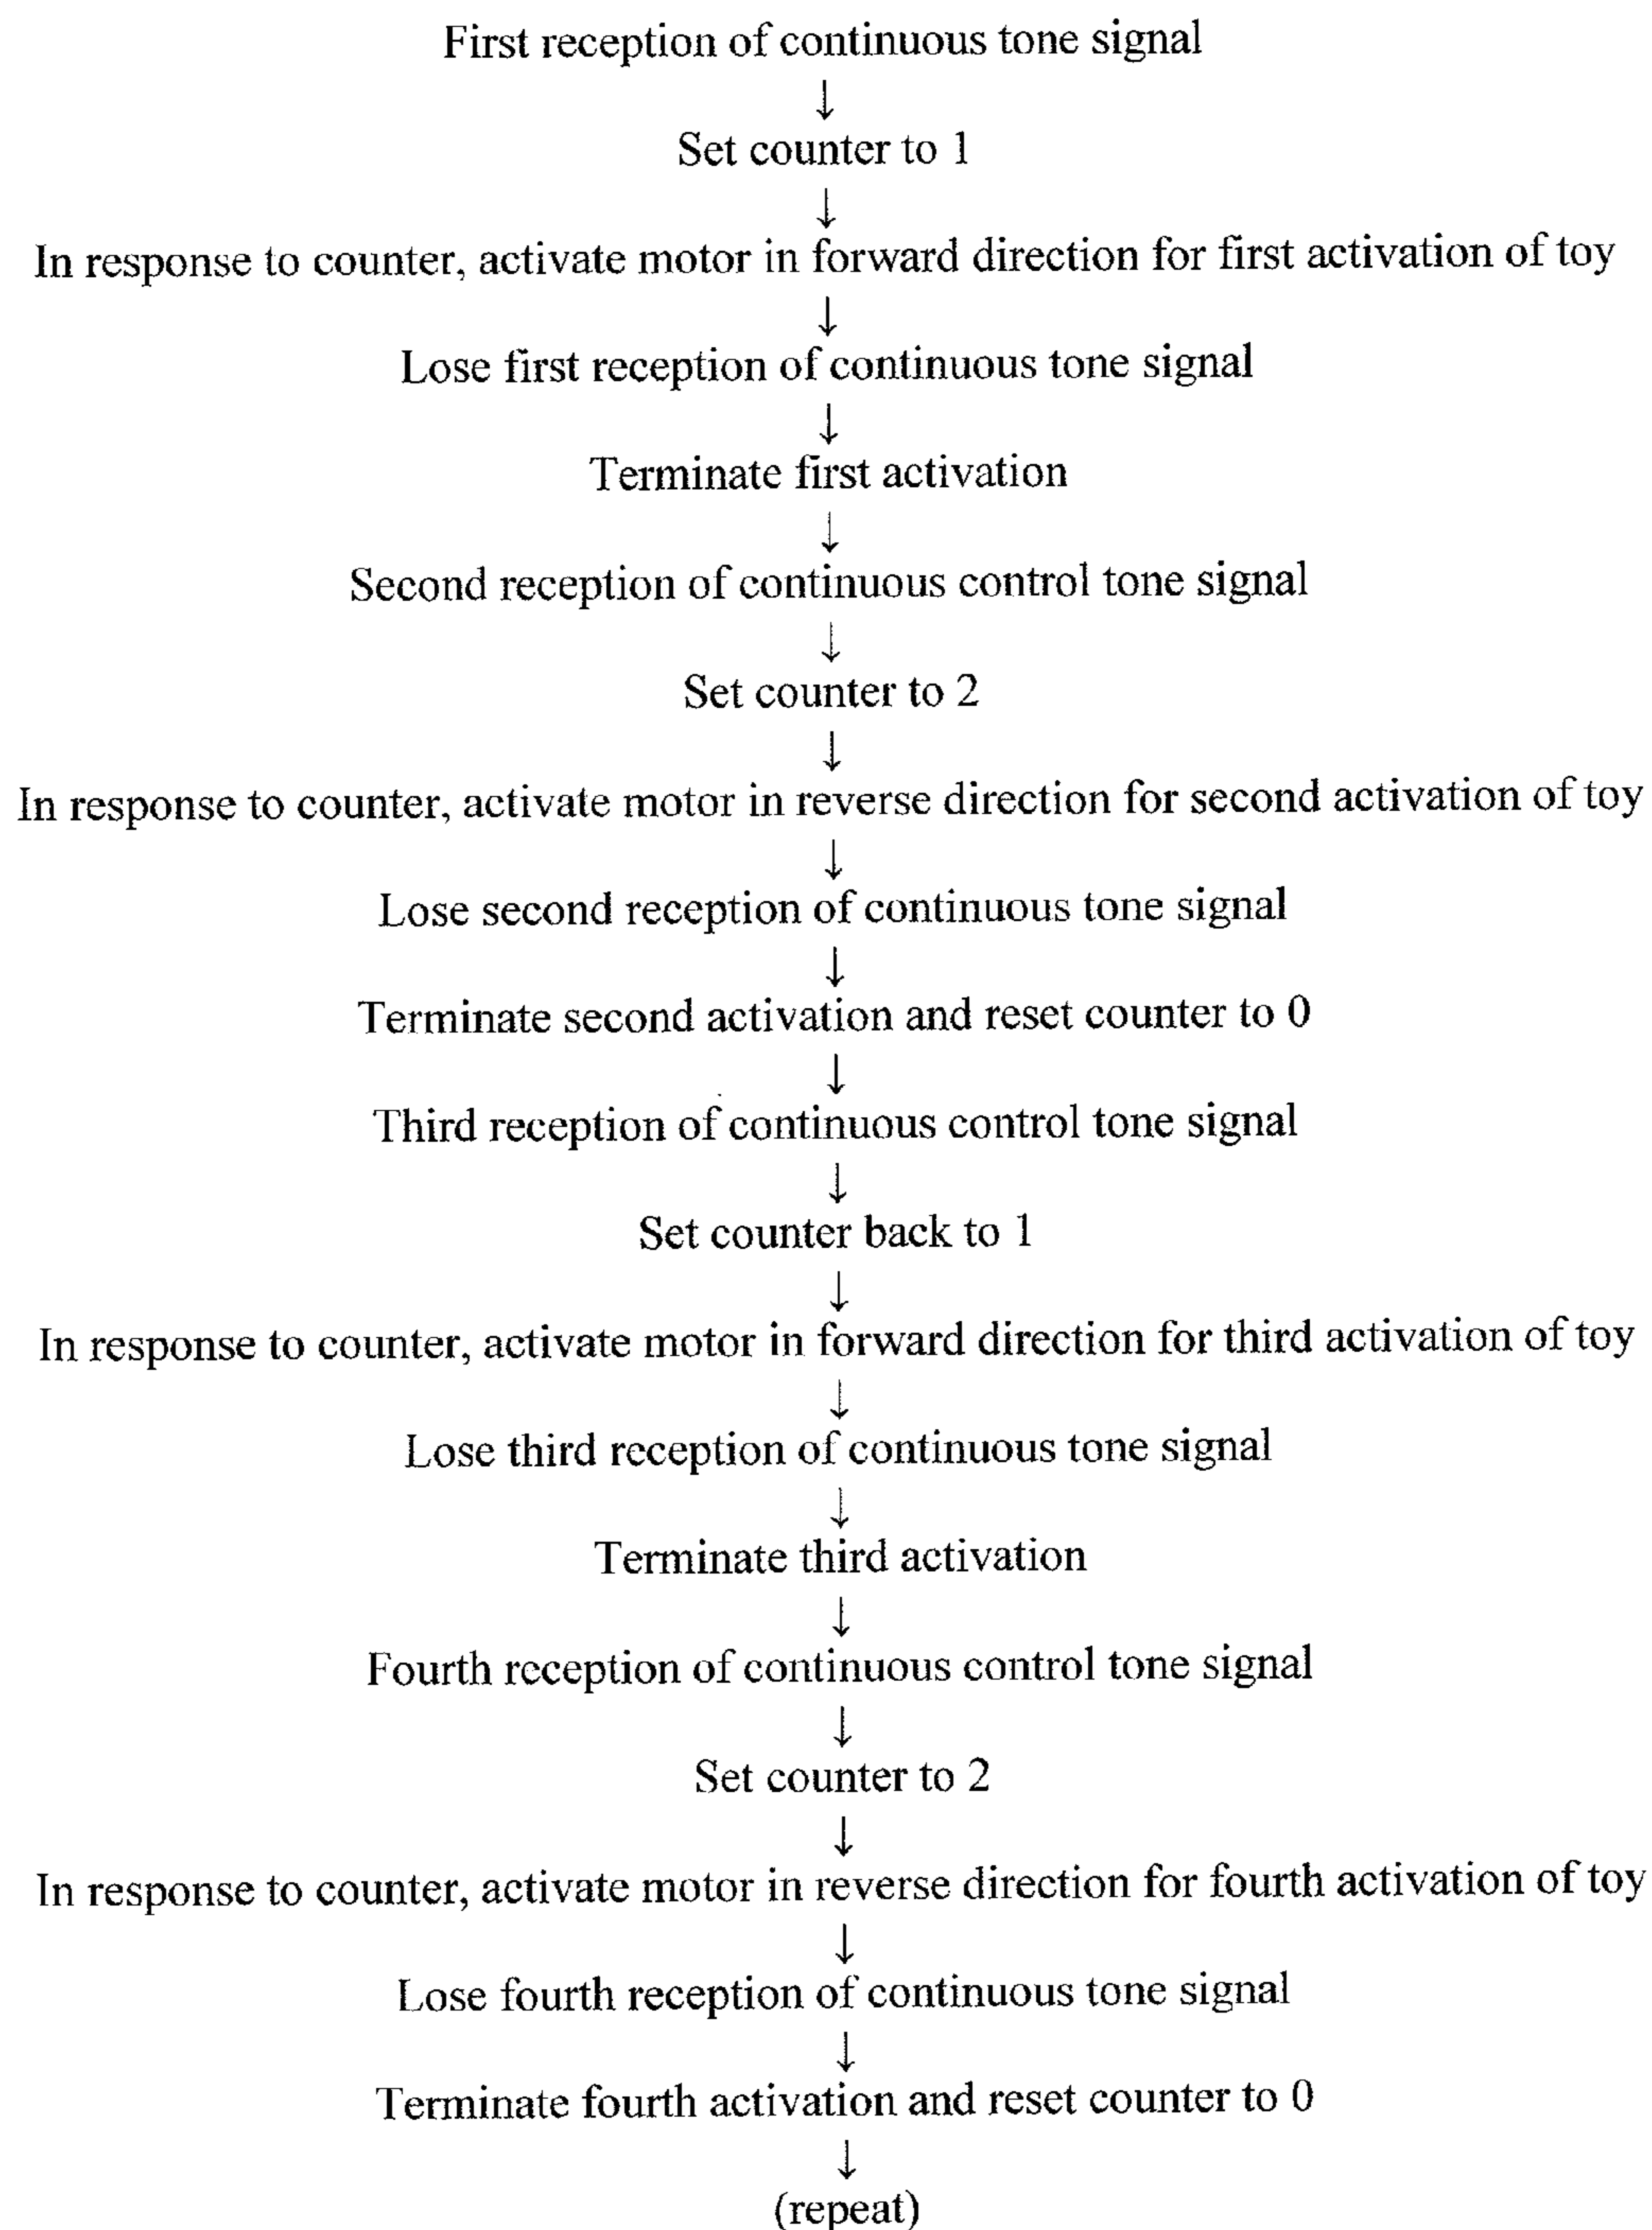 First reception of continuous tone signal
↓
Set counter to 1
↓
In response to counter, activate motor in forward direction for first activation of toy
↓
Lose first reception of continuous tone signal
↓
Terminate first activation
↓
Second reception of continuous control tone signal
↓
Set counter to 2
↓
In response to counter, activate motor in reverse direction for second activation of toy
↓
Lose second reception of continuous tone signal
↓
Terminate second activation and reset counter to 0
↓
Third reception of continuous control tone signal
↓
Set counter back to 1
↓
In response to counter, activate motor in forward direction for third activation of toy
↓
Lose third reception of continuous tone signal
↓
Terminate third activation
↓
Fourth reception of continuous control tone signal
↓
Set counter to 2
↓
In response to counter, activate motor in reverse direction for fourth activation of toy
↓
Lose fourth reception of continuous tone signal
↓
Terminate fourth activation and reset counter to 0
↓
(repeat)